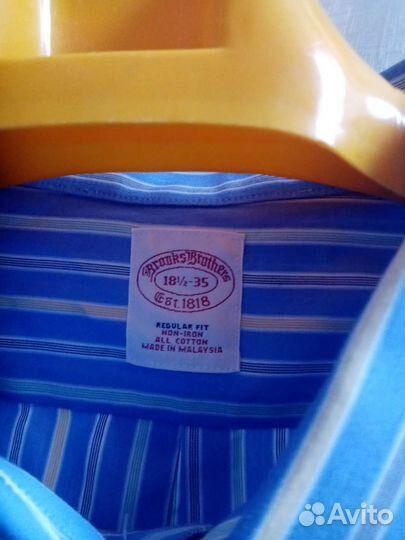 Brooks Brothers
18½-35
Est. 1818
REGULAR FIT
NON-IRON
ALL COTTON
MADE IN MALAYSIA
Avito